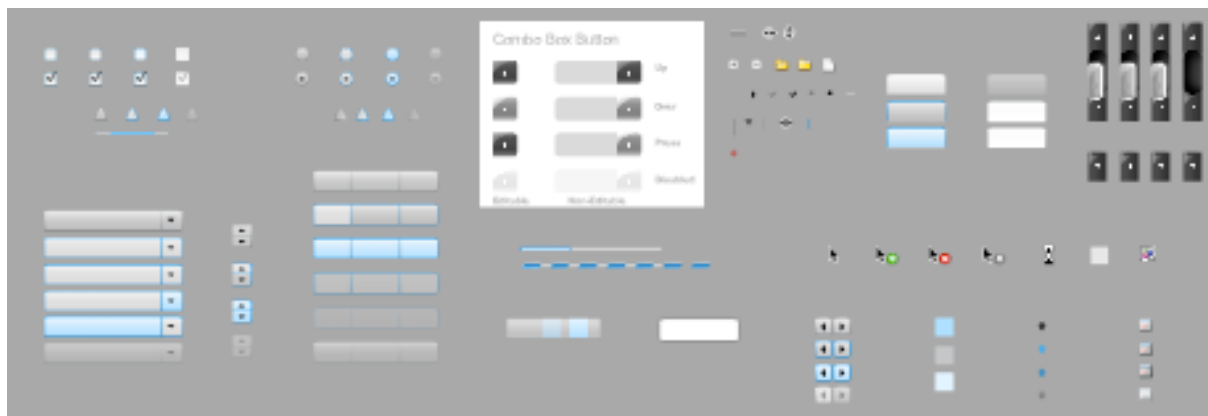 Combo Box Button
Up
Over
Press
Disabled
Editable
Non-Editable